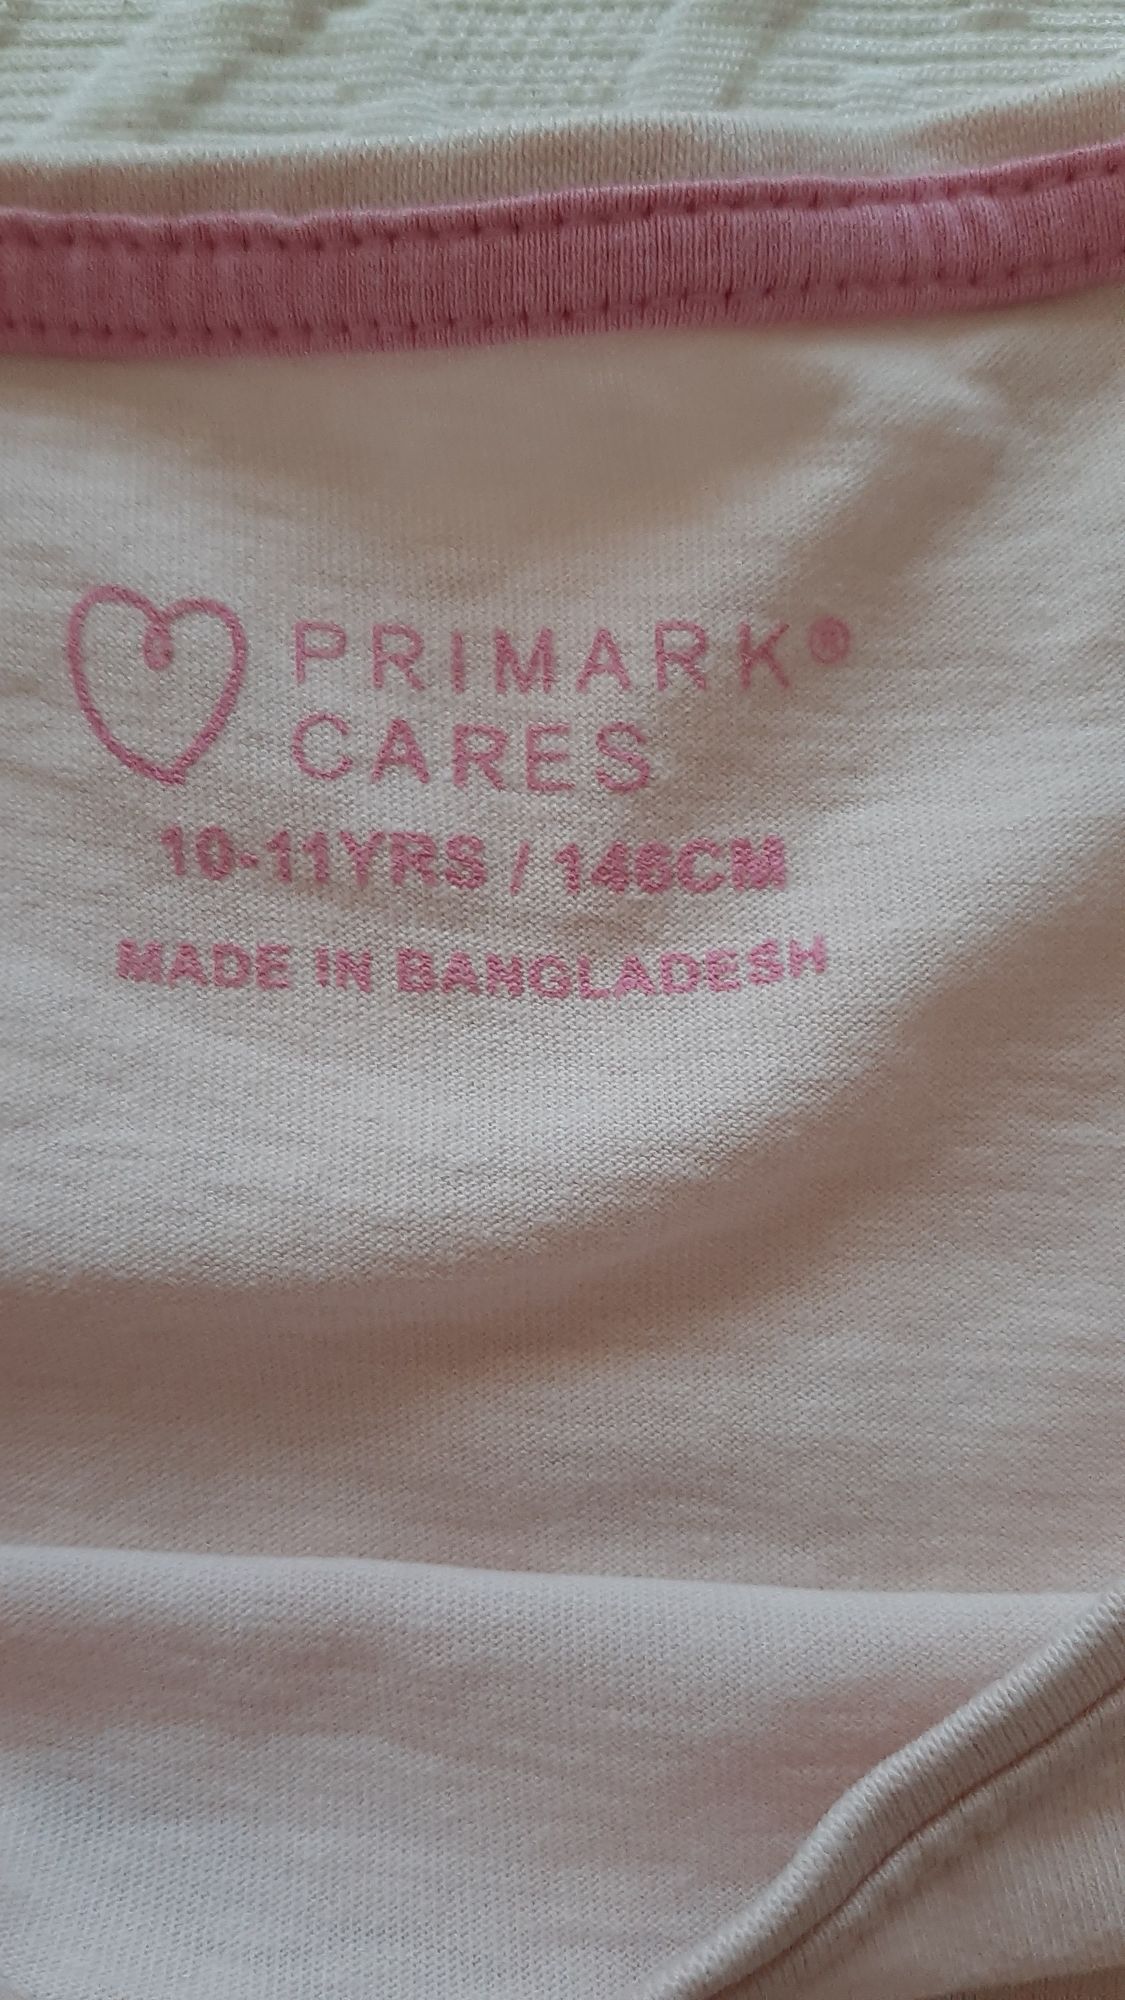 PRIMARK®
CARES
10-11YRS / 146CM
MADE IN BANGLADESH